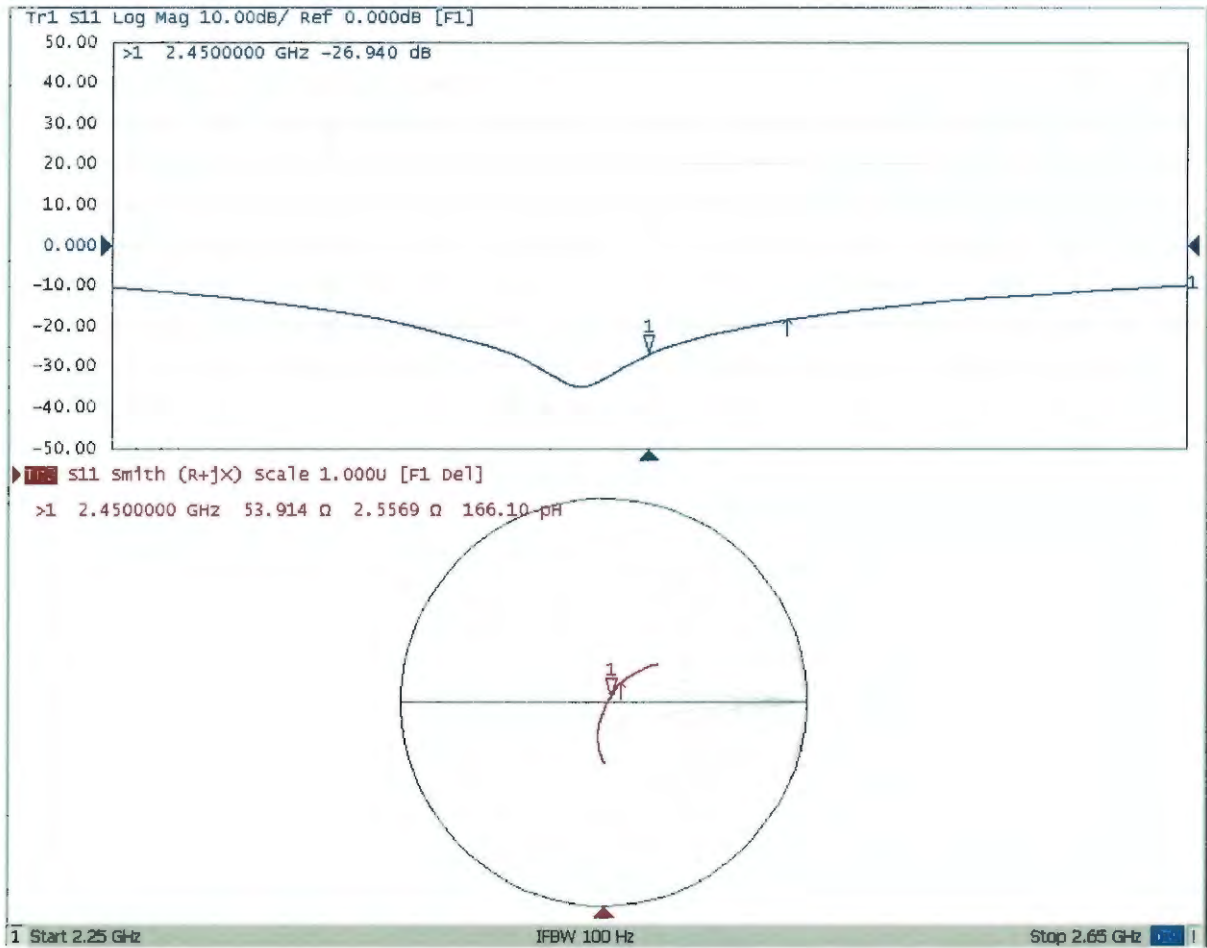 Tr1 S11 Log Mag 10.00dB/ Ref 0.000dB [F1]
50.00
>1 2.4500000 GHz -26.940 dB
40.00
30.00
20.00
10.00
0.000
-10.00
1
-20.00
1
-30.00
-40.00
-50.00
S11 Smith (R+jX) Scale 1.000U [F1 Del]
>1 2.4500000 GHz 53.914 Ω 2.5569 Ω 166.10 pH
1
1 Start 2.25 GHz IFBW 100 Hz Stop 2.65 GHz